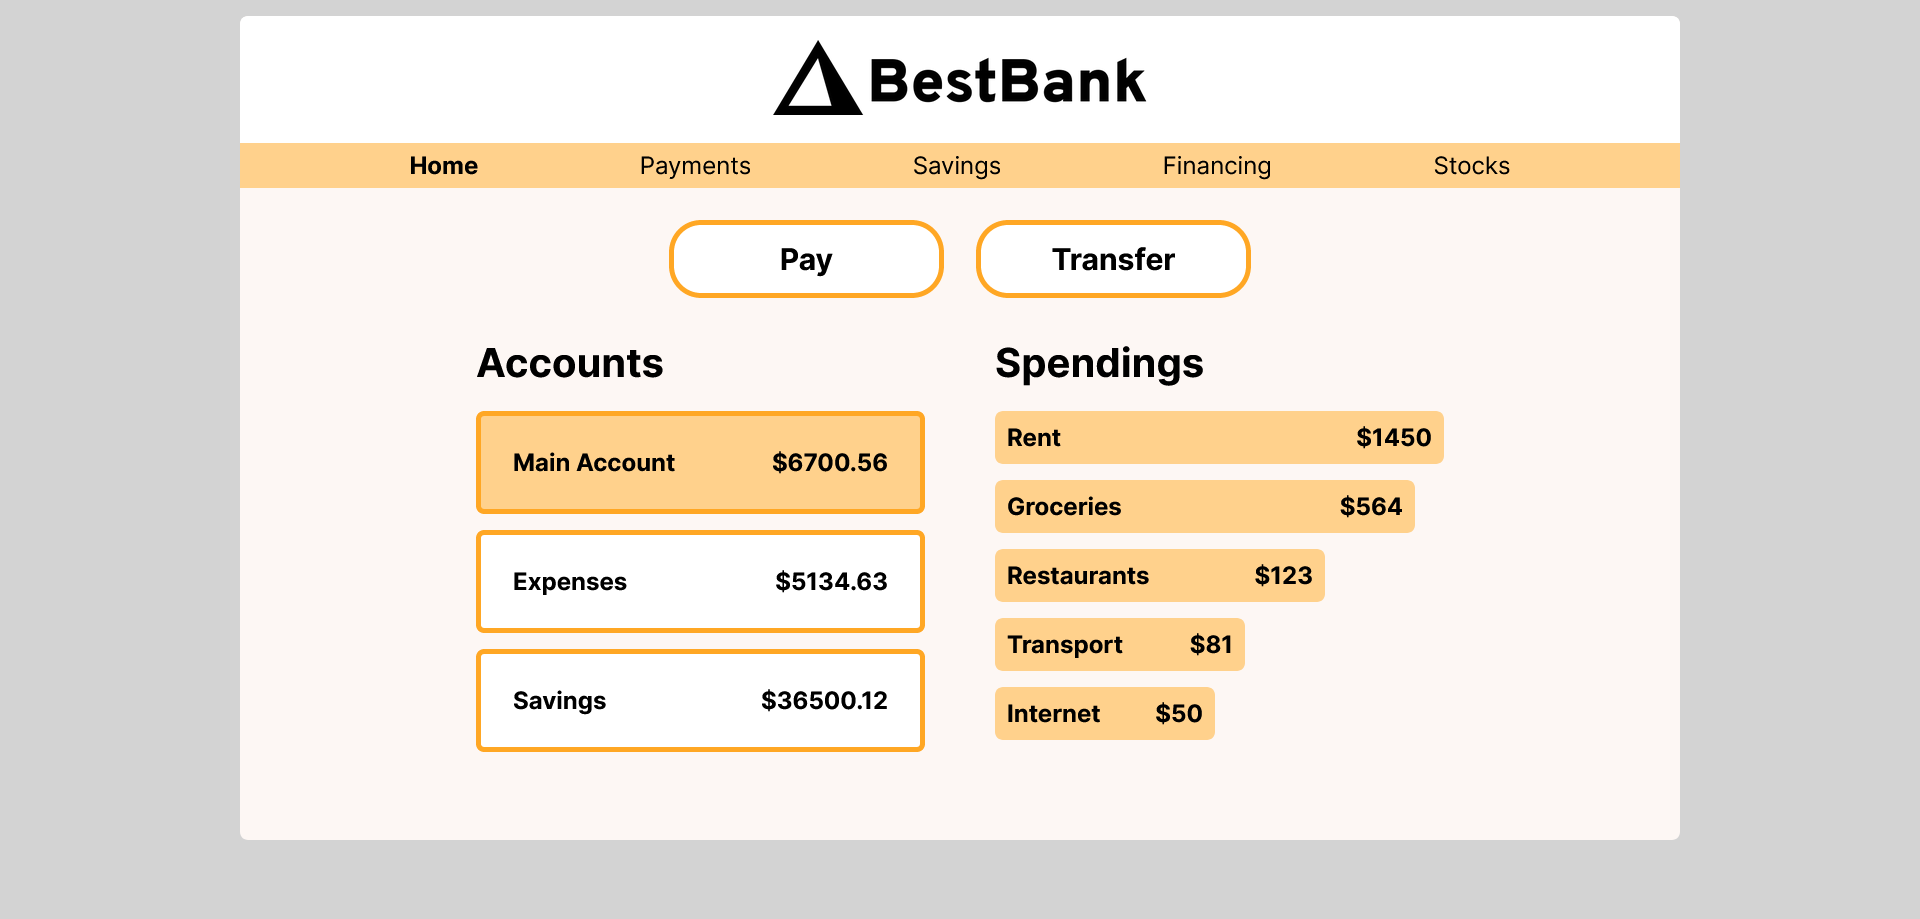 BestBank
Home Payments Savings Financing Stocks
Pay Transfer
Accounts
Main Account $6700.56
Expenses $5134.63
Savings $36500.12
Spendings
Rent $1450
Groceries $564
Restaurants $123
Transport $81
Internet $50